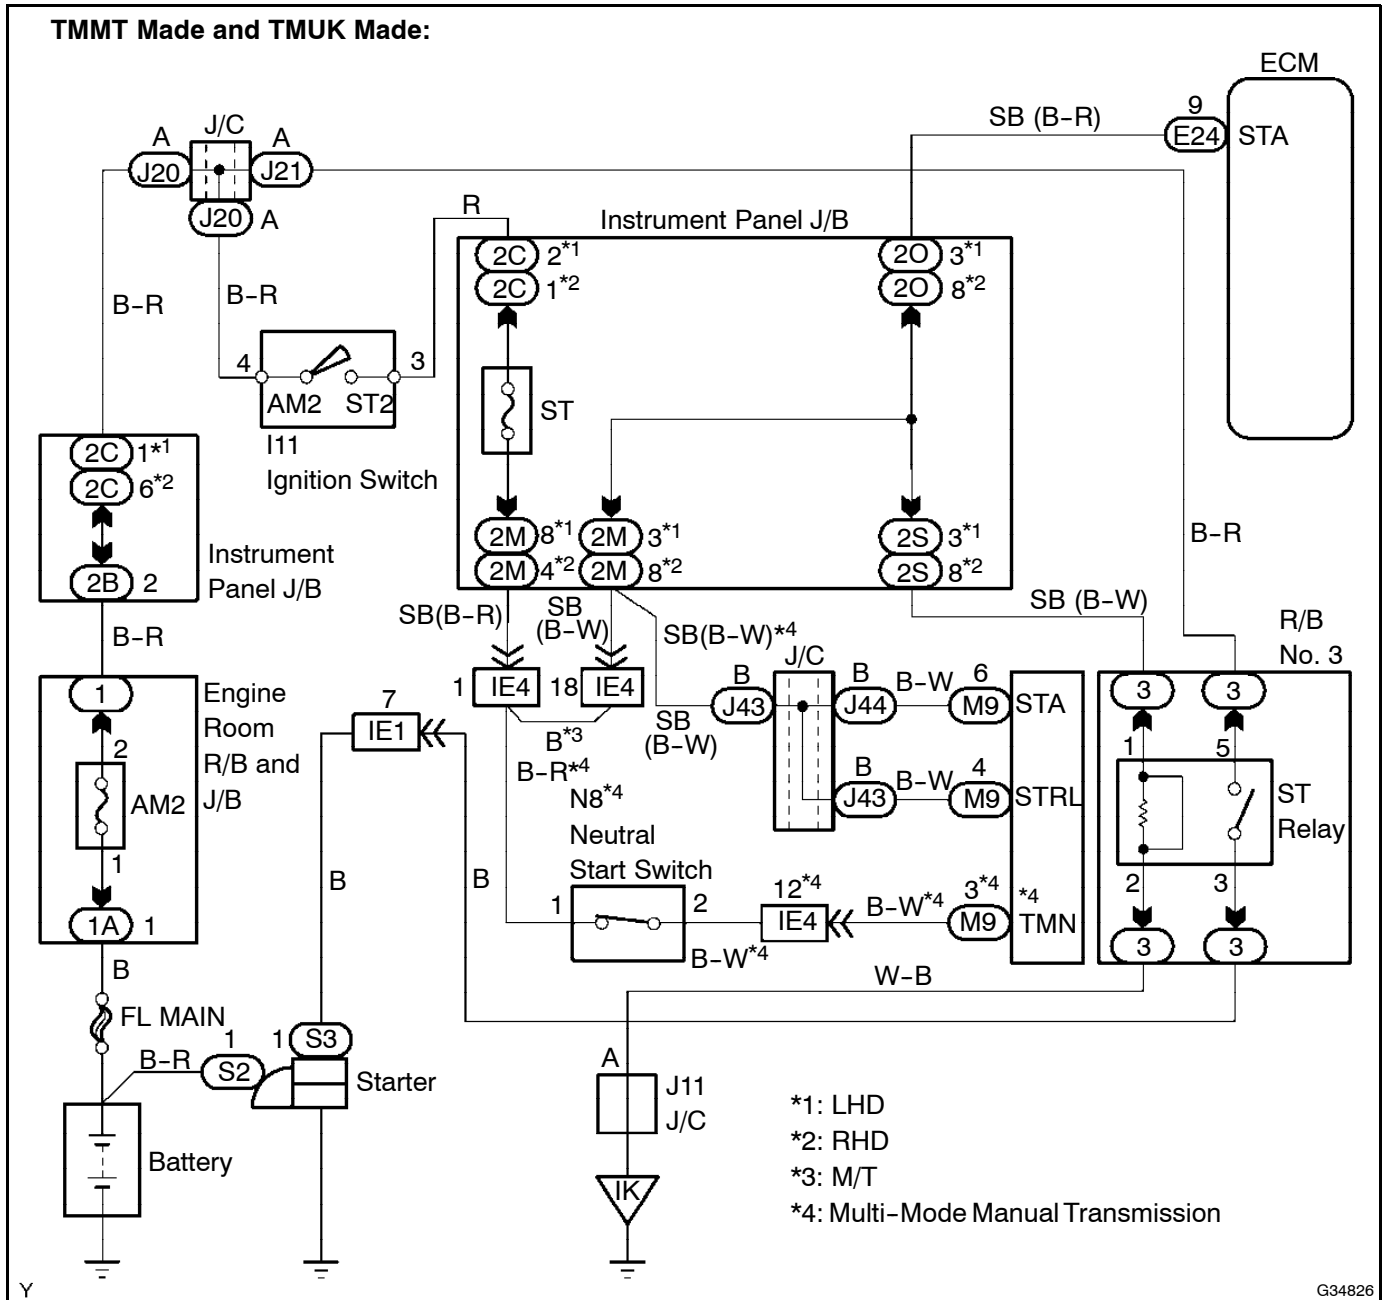 TMMT Made and TMUK Made:
ECM
J/C
A
A
J20
J21
J20
A
SB (B-R)
9
E24
STA
R
Instrument Panel J/B
2C
2*1
2C
1*2
2O
3*1
2O
8*2
B-R
B-R
4
3
AM2
ST2
I11
Ignition Switch
ST
2C
1*1
2C
6*2
2B
2
Instrument
Panel J/B
2M
8*1
2M
4*2
2M
3*1
2M
8*2
2S
3*1
2S
8*2
B-R
B-R
SB(B-R)
SB
(B-W)
SB(B-W)*4
SB (B-W)
R/B
No. 3
1
Engine
Room
R/B and
J/B
2
AM2
1
1A
1
7
IE1
1
IE4
18
IE4
B*3
B-R*4
SB
(B-W)
J/C
B
J43
B
J44
B-W
6
M9
STA
B
J43
B-W
4
M9
STRL
3
3
1
5
ST
Relay
2
3
3
3
N8*4
Neutral
Start Switch
1
2
B-W*4
12*4
IE4
B-W*4
3*4
M9
*4
TMN
B
B
B
W-B
FL MAIN
B-R
1
S2
1
S3
Starter
Battery
A
J11
J/C
IK
*1: LHD
*2: RHD
*3: M/T
*4: Multi-Mode Manual Transmission
Y
G34826